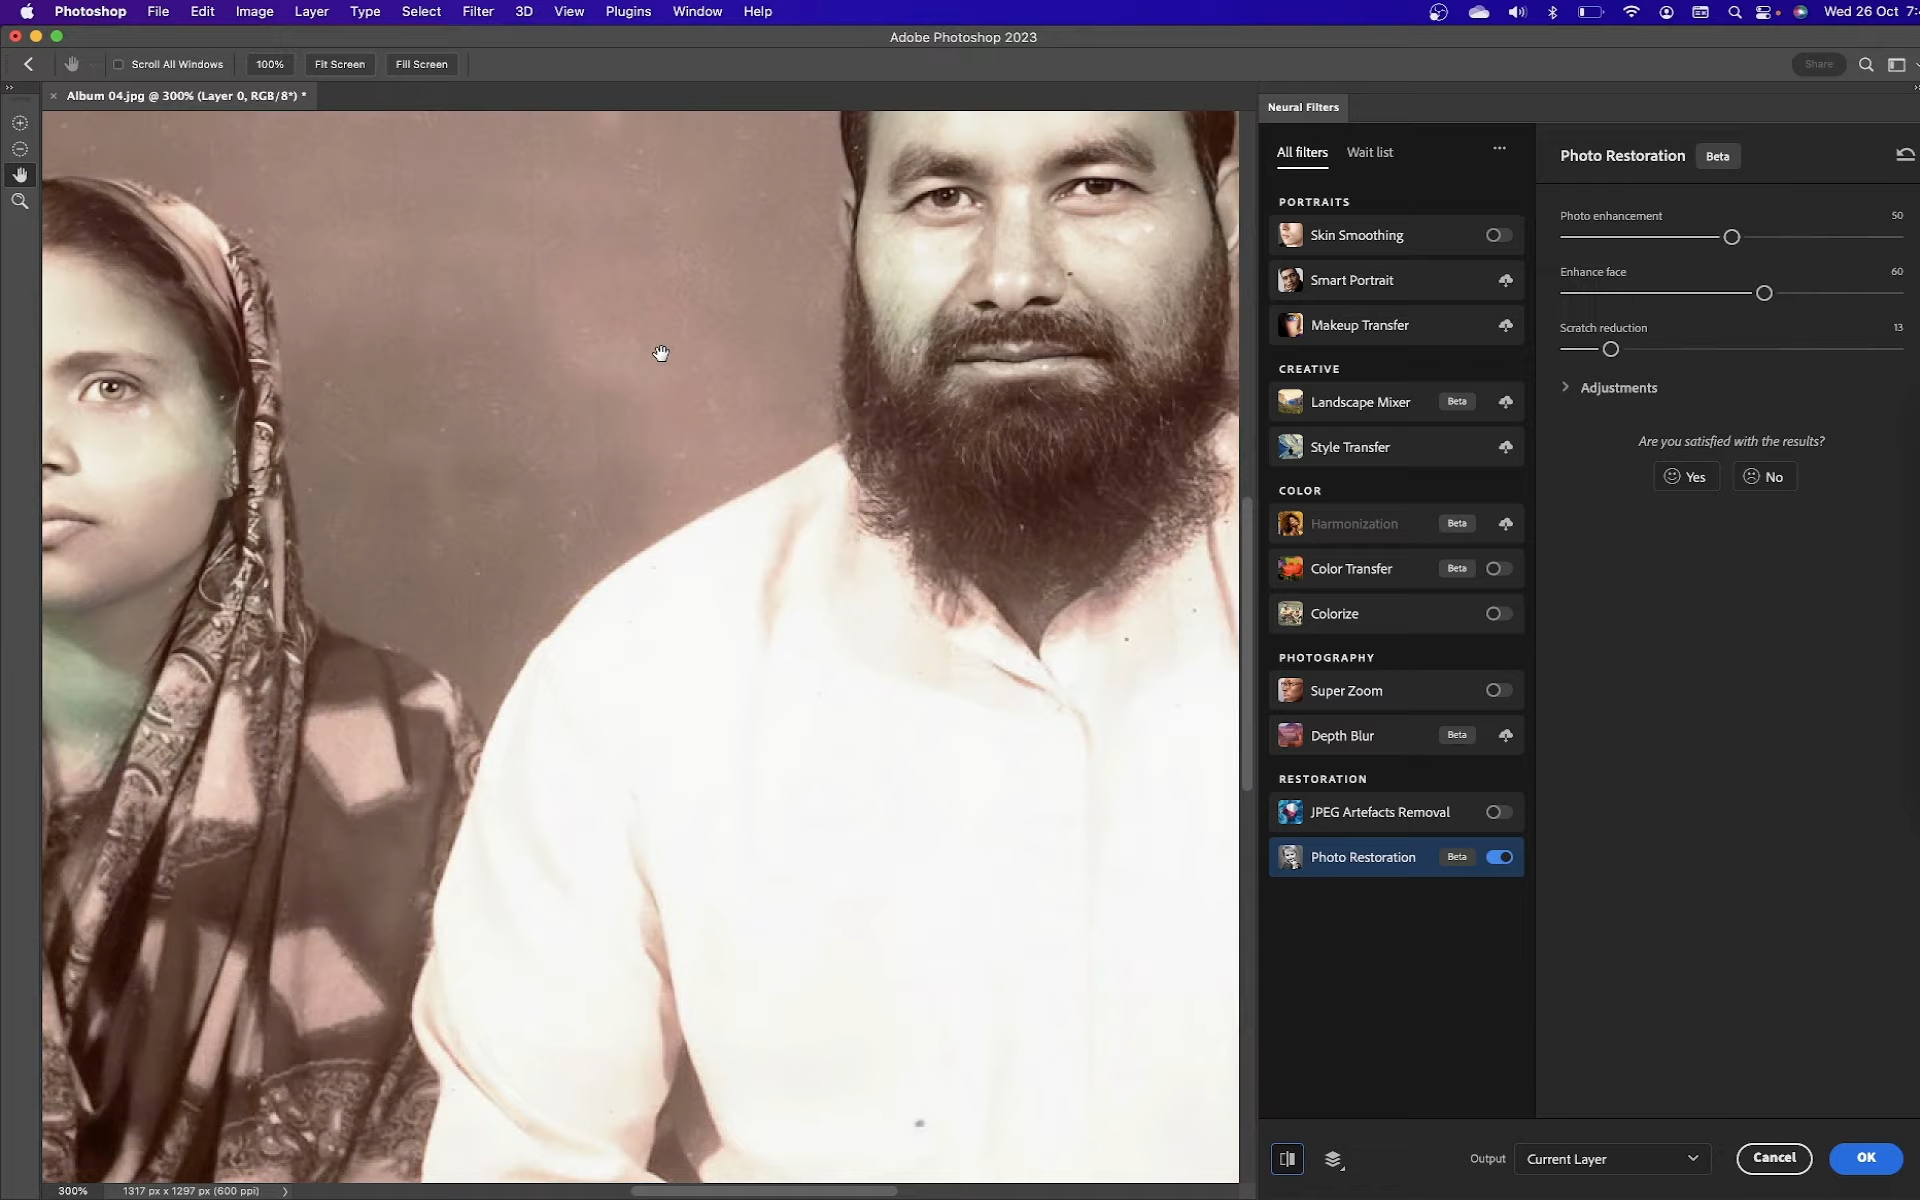 Photoshop File Edit Image Layer Type Select Filter 3D View Plugins Window Help Wed 26 Oct
Adobe Photoshop 2023
Scroll All Windows 100% Fit Screen Fill Screen Share
× Album 04.jpg @ 300% (Layer 0, RGB/8*) *
Neural Filters
All filters Wait list ···
PORTRAITS
Skin Smoothing
Smart Portrait
Makeup Transfer
CREATIVE
Landscape Mixer Beta
Style Transfer
COLOR
Harmonization Beta
Color Transfer Beta
Colorize
PHOTOGRAPHY
Super Zoom
Depth Blur Beta
RESTORATION
JPEG Artefacts Removal
Photo Restoration Beta
Photo Restoration Beta
Photo enhancement 50
Enhance face 60
Scratch reduction 13
Adjustments
Are you satisfied with the results?
Yes No
Output Current Layer Cancel OK
300% 1317 px x 1297 px (600 ppi)